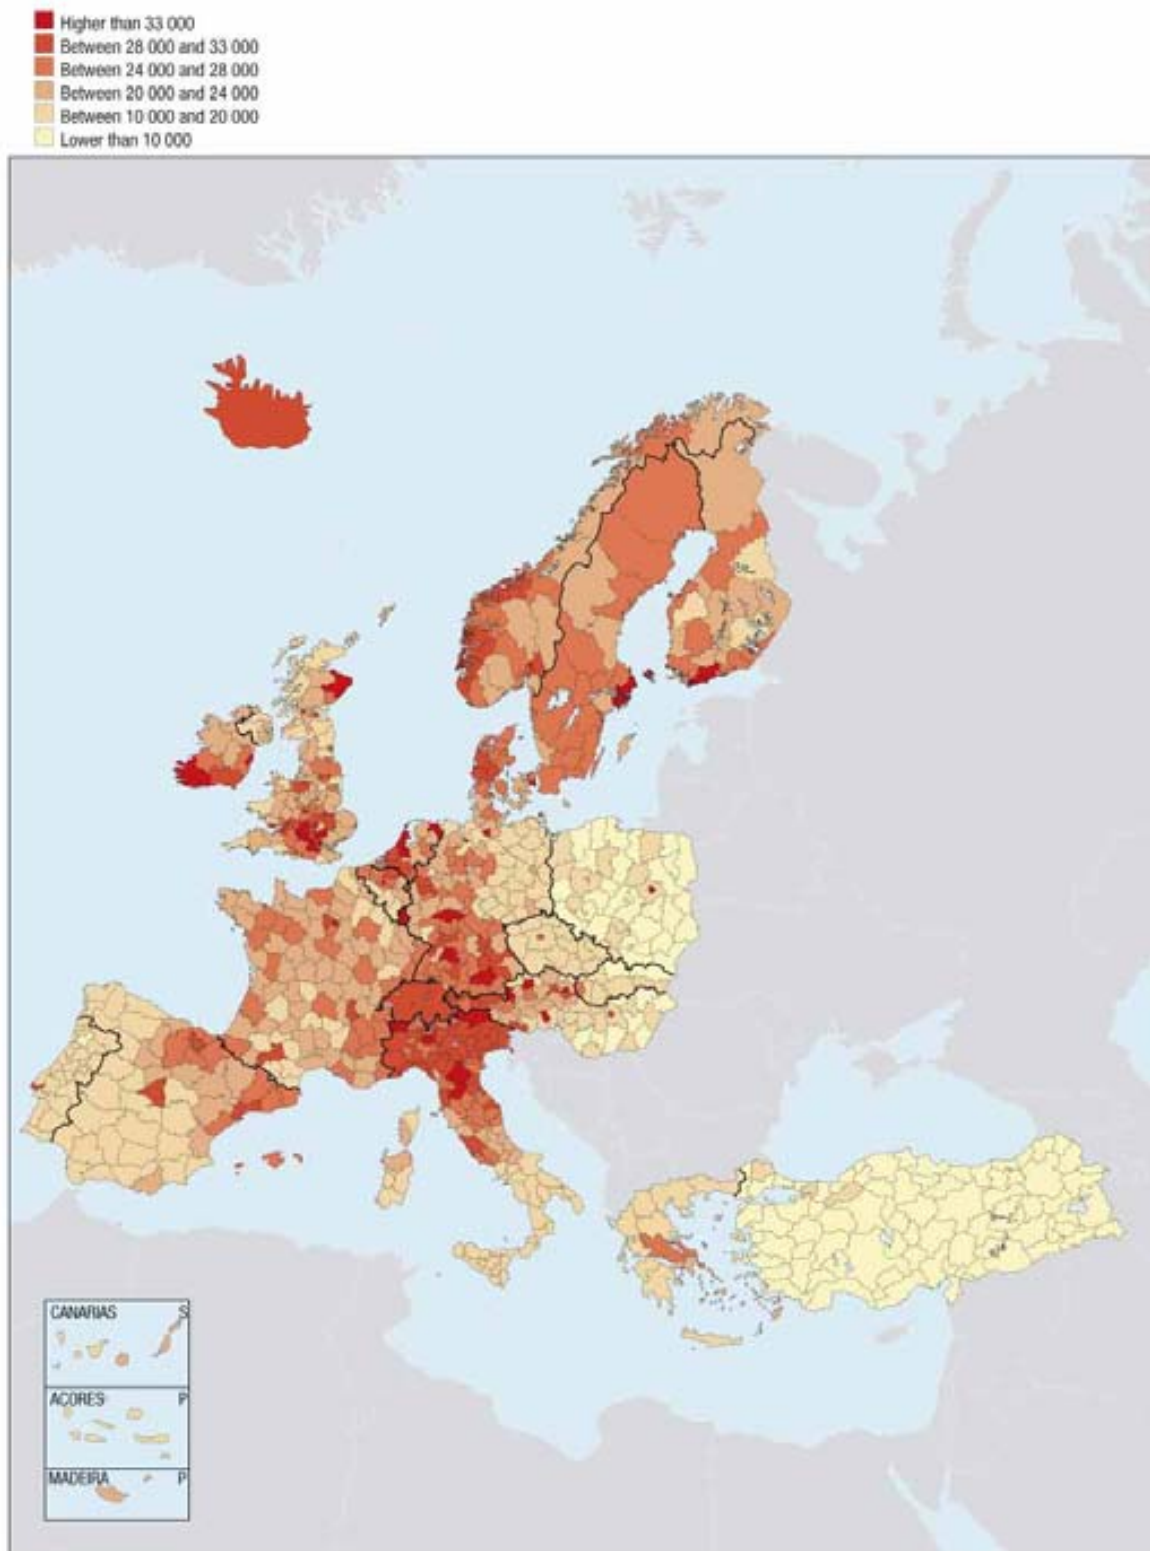 Higher than 33 000
Between 28 000 and 33 000
Between 24 000 and 28 000
Between 20 000 and 24 000
Between 10 000 and 20 000
Lower than 10 000
CANARIAS S
ACORES P
MADEIRA P